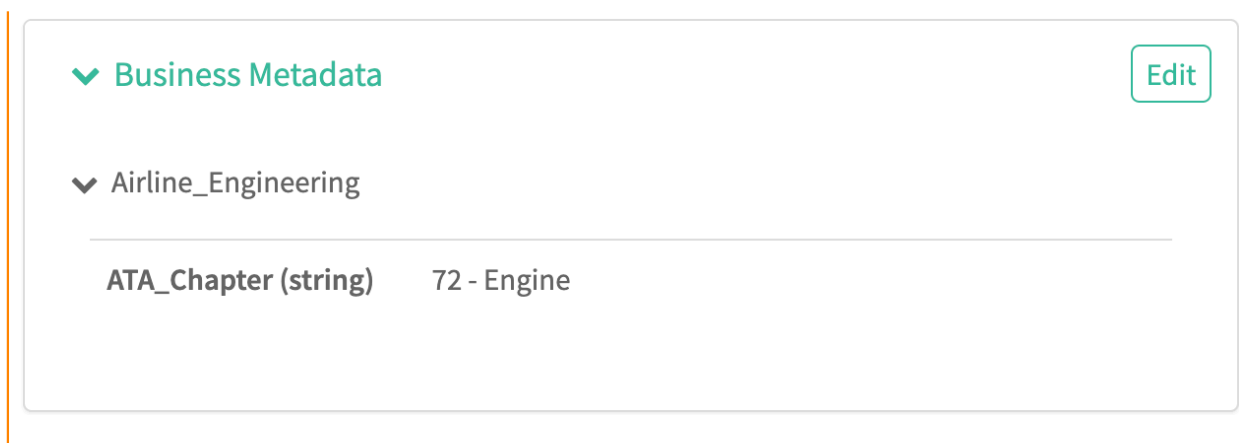 Business Metadata
Edit
Airline_Engineering
ATA_Chapter (string) 72 - Engine